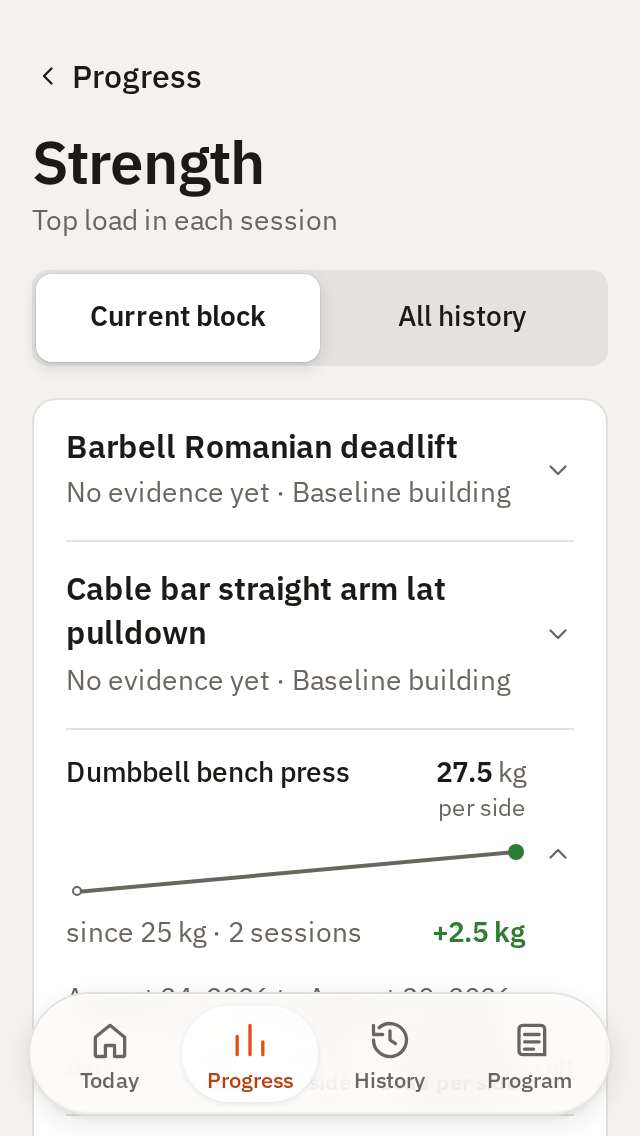 Progress
Strength
Top load in each session
Current block
All history
Barbell Romanian deadlift
No evidence yet · Baseline building
Cable bar straight arm lat
pulldown
No evidence yet · Baseline building
Dumbbell bench press
27.5 kg
per side
since 25 kg · 2 sessions
+2.5 kg
Today
Progress
History
Program